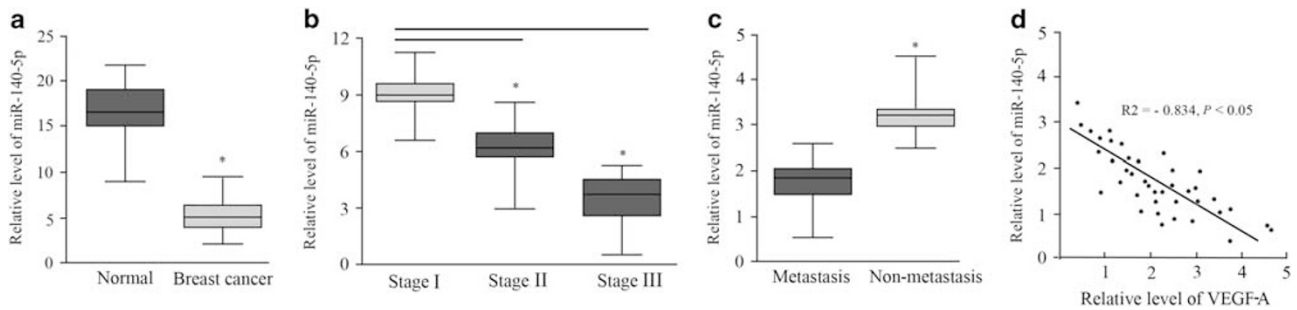 a
Relative level of miR-140-5p
25
20
15
10
5
0
*
Normal
Breast cancer
b
Relative level of miR-140-5p
12
9
6
3
0
*
*
Stage I
Stage II
Stage III
c
Relative level of miR-140-5p
5
4
3
2
1
0
*
Metastasis
Non-metastasis
d
Relative level of miR-140-5p
5
4
3
2
1
0
R2 = - 0.834, P < 0.05
1 2 3 4 5
Relative level of VEGF-A